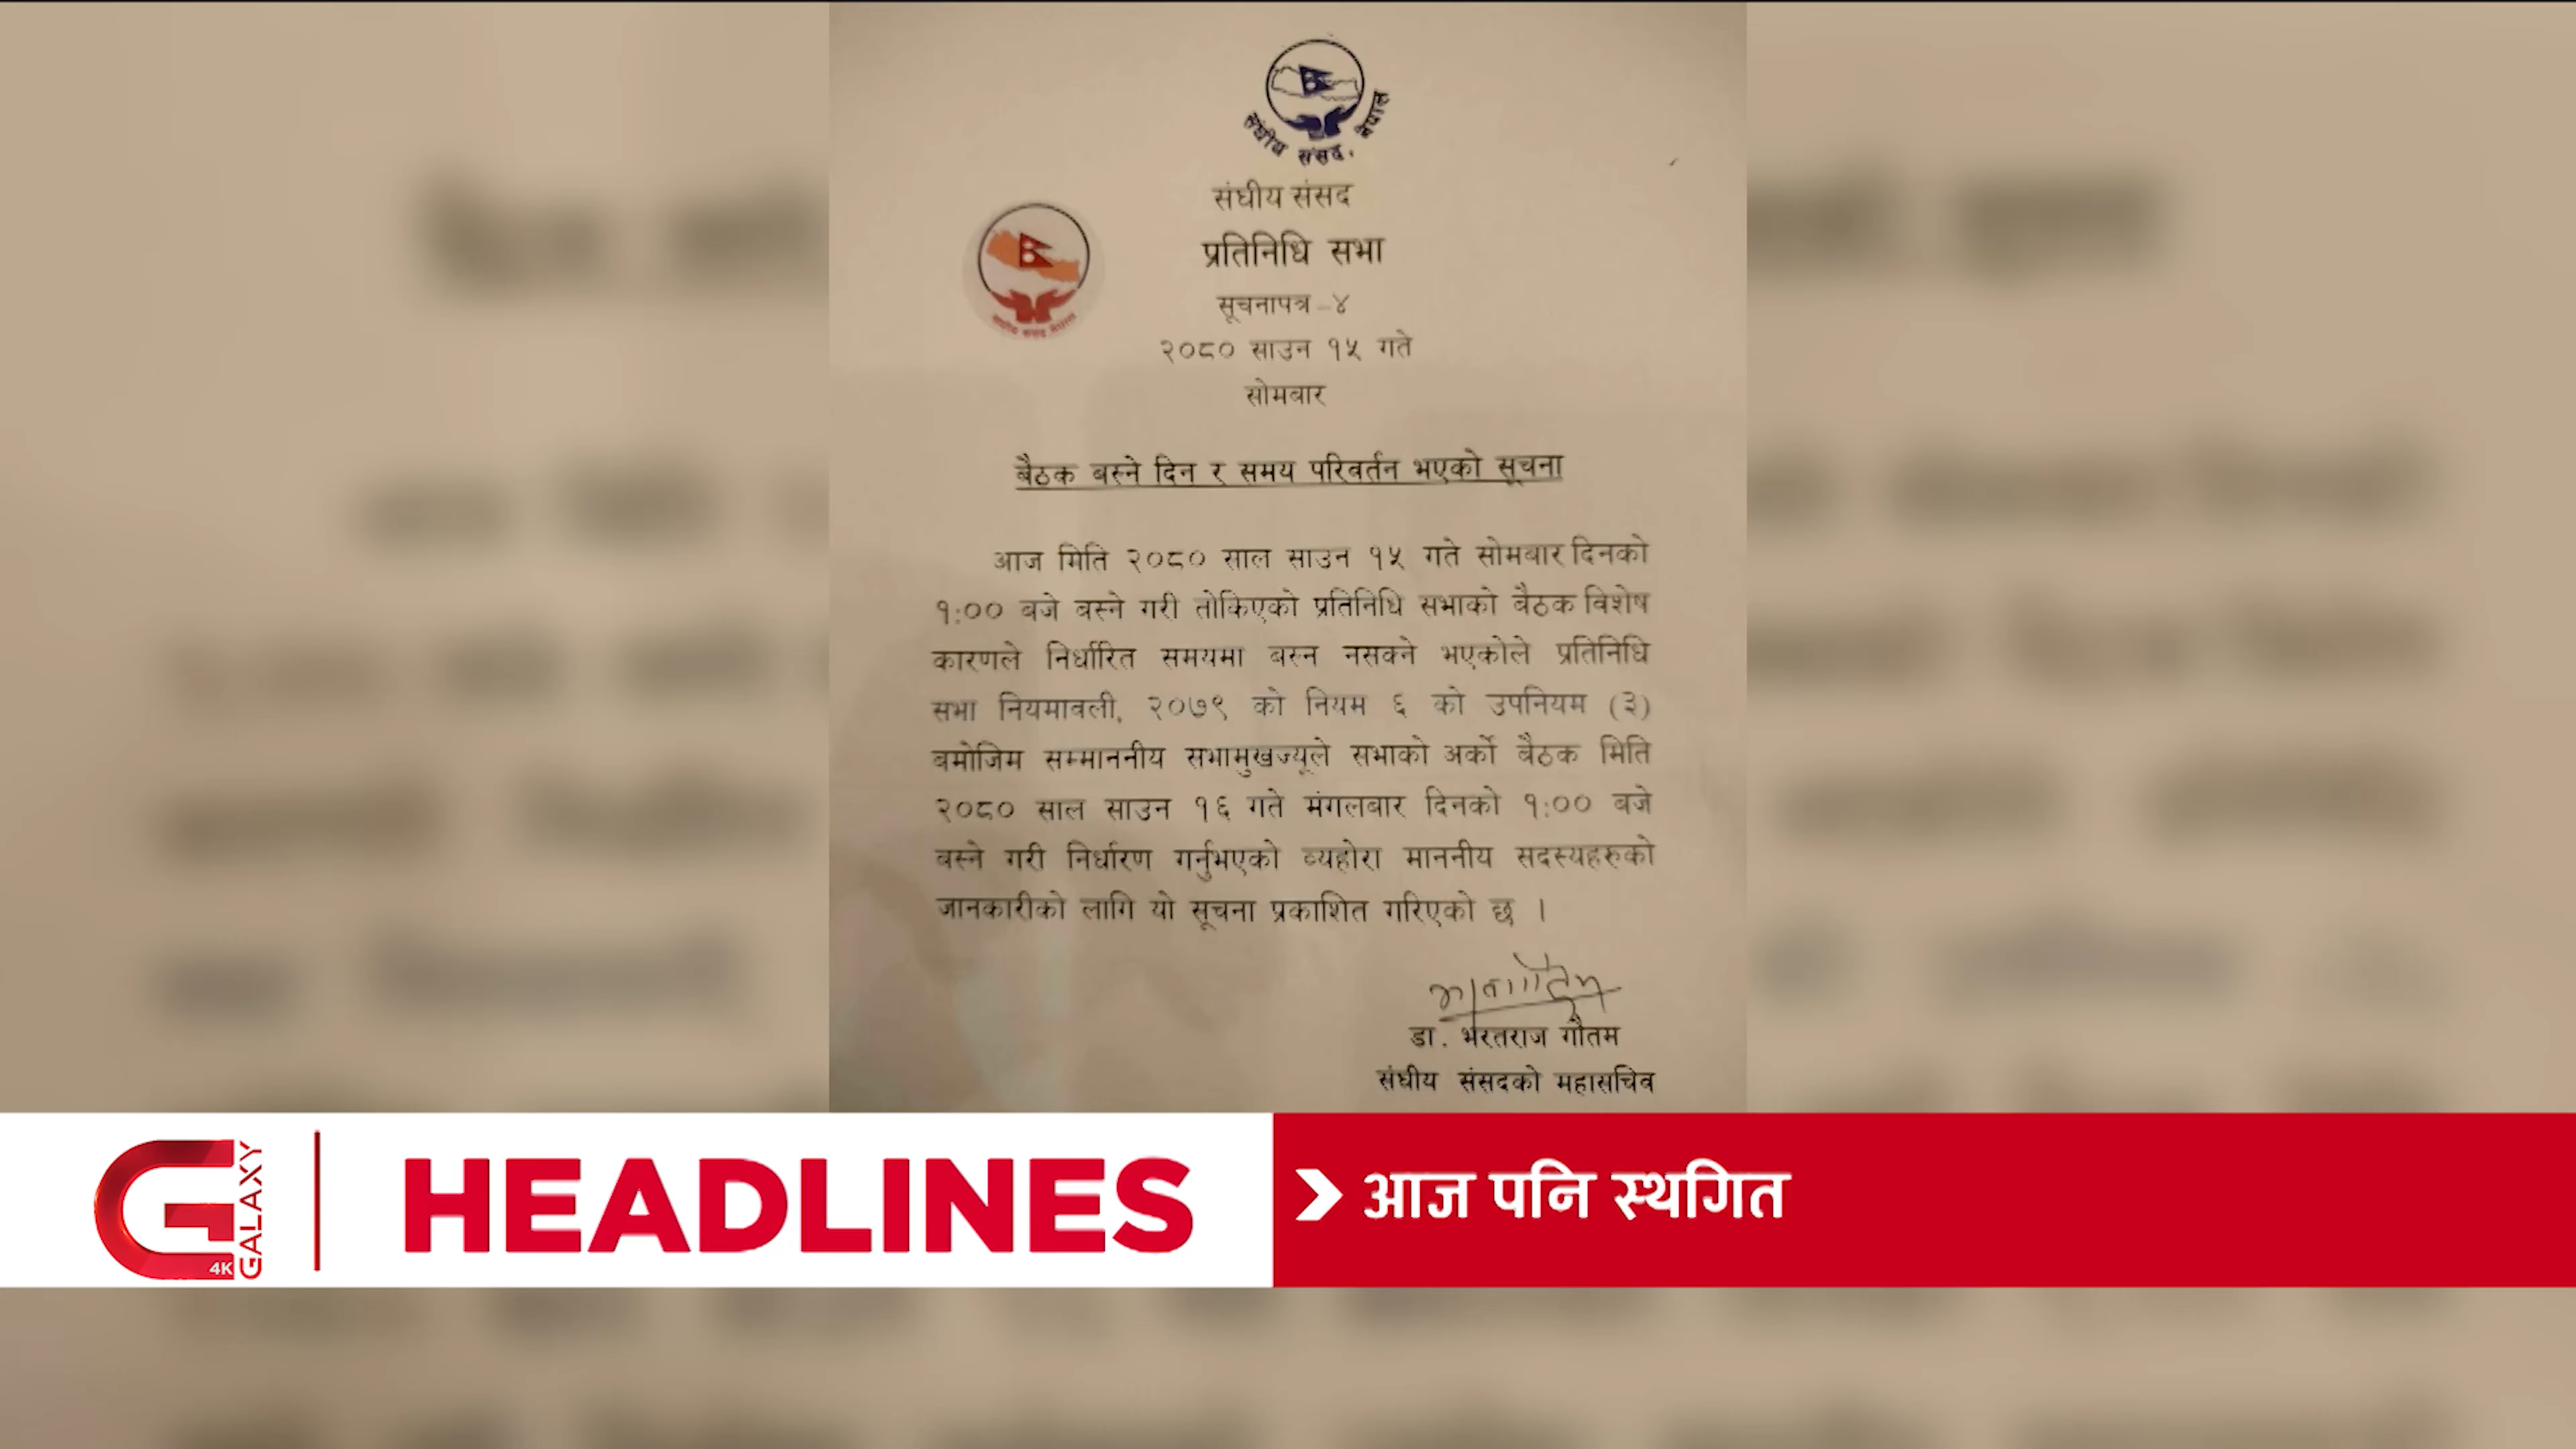 संघीय संसद, नेपाल
संघीय संसद
प्रतिनिधि सभा
सूचनापत्र -४
२०८० साउन १५ गते
सोमबार
बैठक बस्ने दिन र समय परिवर्तन भएको सूचना
आज मिति २०८० साल साउन १५ गते सोमबार दिनको
१:०० बजे बस्ने गरी तोकिएको प्रतिनिधि सभाको बैठक विशेष
कारणले निर्धारित समयमा बस्न नसक्ने भएकोले प्रतिनिधि
सभा नियमावली, २०७९ को नियम ६ को उपनियम (३)
बमोजिम सम्माननीय सभामुखज्यूले सभाको अर्को बैठक मिति
२०८० साल साउन १६ गते मंगलबार दिनको १:०० बजे
बस्ने गरी निर्धारण गर्नुभएको व्यहोरा माननीय सदस्यहरुको
जानकारीको लागि यो सूचना प्रकाशित गरिएको छ ।
डा. भरतराज गौतम
संघीय संसदको महासचिव
GALAXY
4K
HEADLINES
आज पनि स्थगित